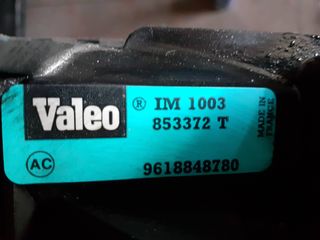 Valeo ® IM 1003
853372 T
MADE IN
FRANCE
AC
9618848780